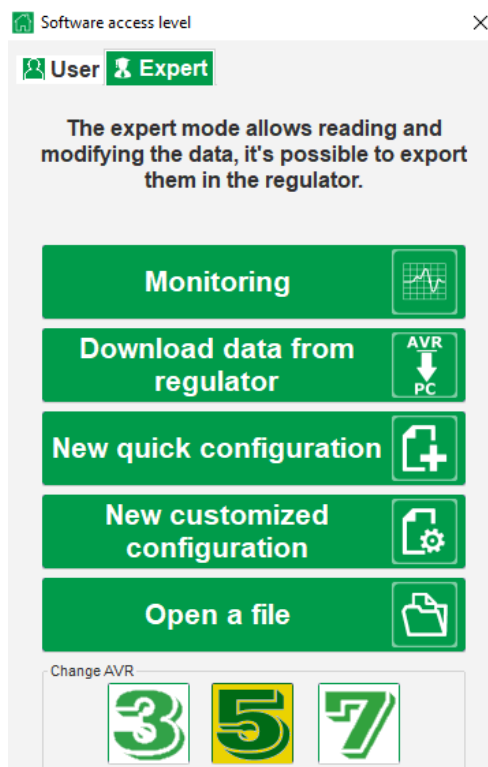 Software access level
User Expert
The expert mode allows reading and
modifying the data, it's possible to export
them in the regulator.
Monitoring
Download data from
regulator
AVR
PC
New quick configuration
New customized
configuration
Open a file
Change AVR
3 5 7